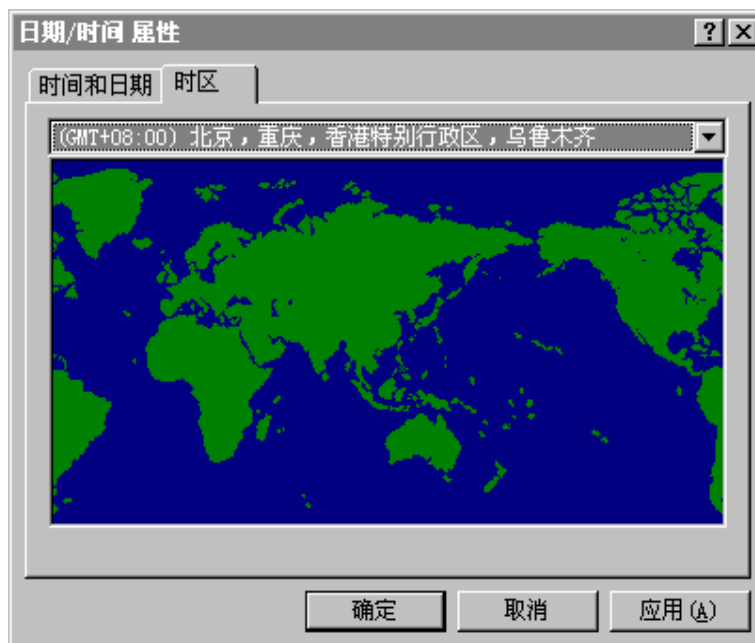 日期/时间 属性
时间和日期 时区
(GMT+08:00) 北京，重庆，香港特别行政区，乌鲁术齐
确定 取消 应用(A)